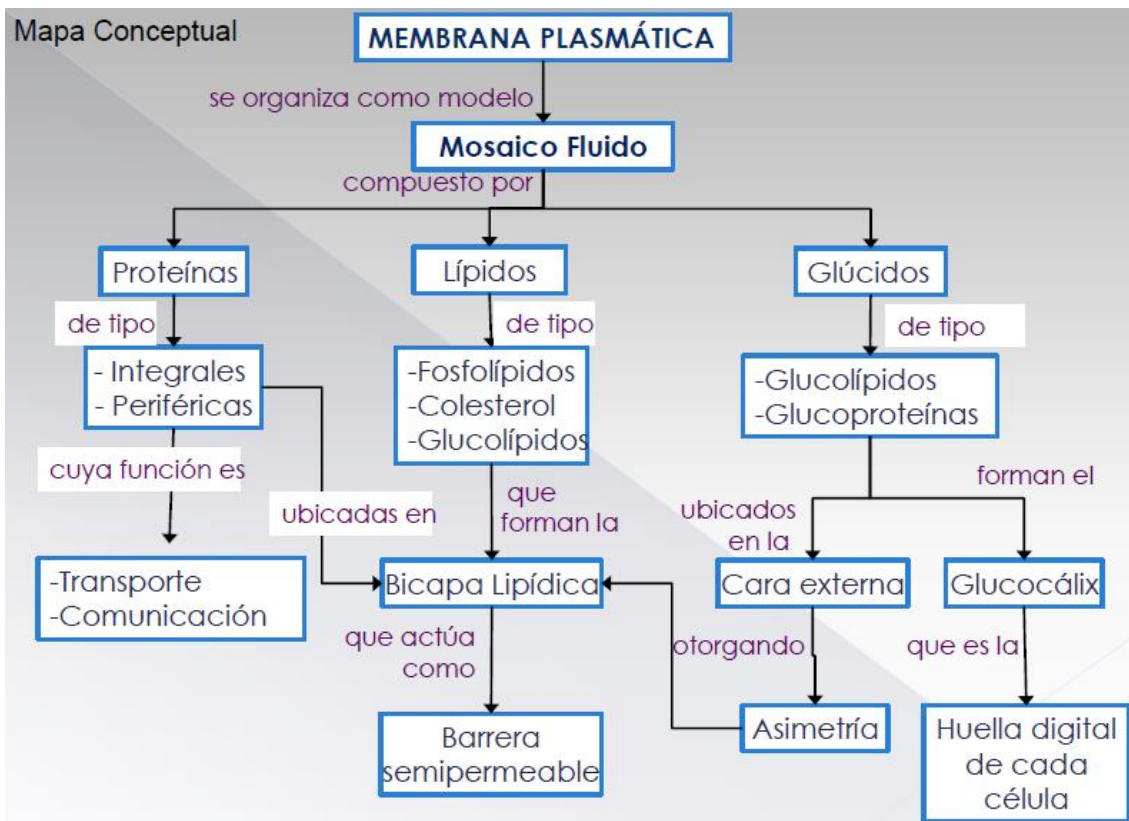 Mapa Conceptual
MEMBRANA PLASMÁTICA
se organiza como modelo
Mosaico Fluido
compuesto por
Proteínas
Lípidos
Glúcidos
de tipo
de tipo
de tipo
- Integrales
- Periféricas
-Fosfolípidos
-Colesterol
-Glucolípidos
-Glucolípidos
-Glucoproteínas
cuya función es
ubicadas en
que
forman la
ubicados
en la
forman el
-Transporte
-Comunicación
Bicapa Lipídica
Cara externa
Glucocálix
que actúa
como
otorgando
que es la
Barrera
semipermeable
Asimetría
Huella digital
de cada
célula